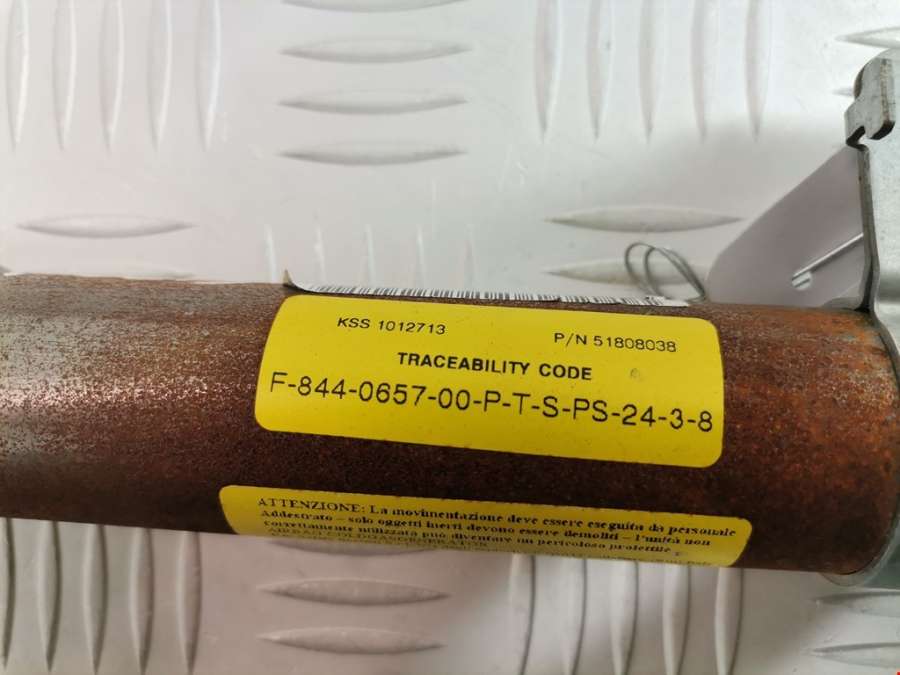 KSS 1012713
P/N 51808038
TRACEABILITY CODE
F-844-0657-00-P-T-S-PS-24-3-8
ATTENZIONE: La movimentazione deve essere eseguita da personale
Addestrato - solo oggetti inerti devono essere demoliti - l'unità non
correttamente utilizzata può diventare un pericoloso proiettile